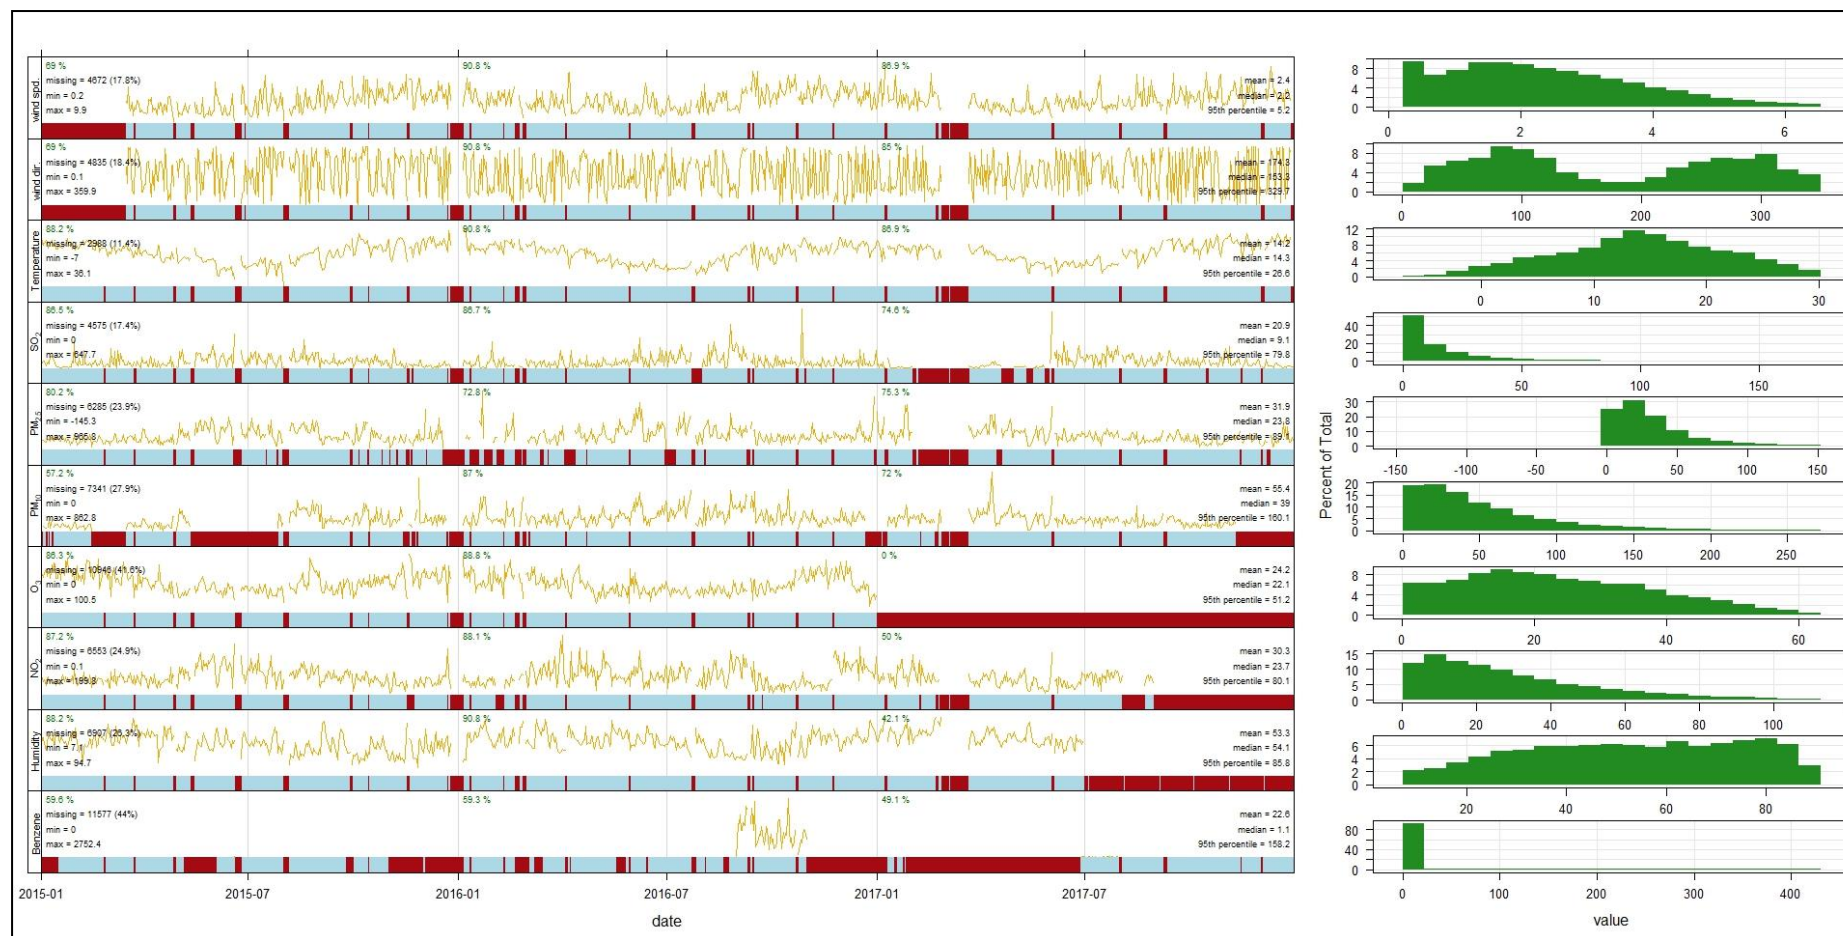 69 %
90.8 %
86.9 %
wind spd.
missing = 4672 (17.8%)
min = 0.2
max = 9.9
mean = 2.4
median = 2.2
95th percentile = 5.2
8
4
0
0 2 4 6
69 %
90.8 %
85 %
wind dir.
missing = 4835 (18.4%)
min = 0.1
max = 359.9
mean = 174.3
median = 153.3
95th percentile = 329.7
8
4
0
0 100 200 300
88.2 %
90.8 %
86.9 %
Temperature
missing = 2988 (11.4%)
min = -7
max = 36.1
mean = 14.2
median = 14.3
95th percentile = 26.6
12
8
4
0
0 10 20 30
86.5 %
86.7 %
74.6 %
SO2
missing = 4575 (17.4%)
min = 0
max = 647.7
mean = 20.9
median = 9.1
95th percentile = 79.8
40
20
0
0 50 100 150
80.2 %
72.8 %
75.3 %
PM2.5
missing = 6285 (23.9%)
min = -145.3
max = 965.8
mean = 31.9
median = 23.8
95th percentile = 89.1
30
20
10
0
-150 -100 -50 0 50 100 150
57.2 %
87 %
72 %
PM10
missing = 7341 (27.9%)
min = 0
max = 862.8
mean = 55.4
median = 39
95th percentile = 160.1
20
15
10
5
0
0 50 100 150 200 250
86.3 %
88.8 %
0 %
O3
missing = 10946 (41.6%)
min = 0
max = 100.5
mean = 24.2
median = 22.1
95th percentile = 51.2
8
4
0
0 20 40 60
87.2 %
88.1 %
50 %
NO2
missing = 6553 (24.9%)
min = 0.1
max = 199.8
mean = 30.3
median = 23.7
95th percentile = 80.1
15
10
5
0
0 20 40 60 80 100
88.2 %
90.8 %
42.1 %
Humidity
missing = 6907 (26.3%)
min = 7.1
max = 94.7
mean = 53.3
median = 54.1
95th percentile = 85.8
6
4
2
0
20 40 60 80
59.6 %
59.3 %
49.1 %
Benzene
missing = 11577 (44%)
min = 0
max = 2752.4
mean = 22.6
median = 1.1
95th percentile = 158.2
80
40
0
0 100 200 300 400
2015-01 2015-07 2016-01 2016-07 2017-01 2017-07
date
Percent of Total
value